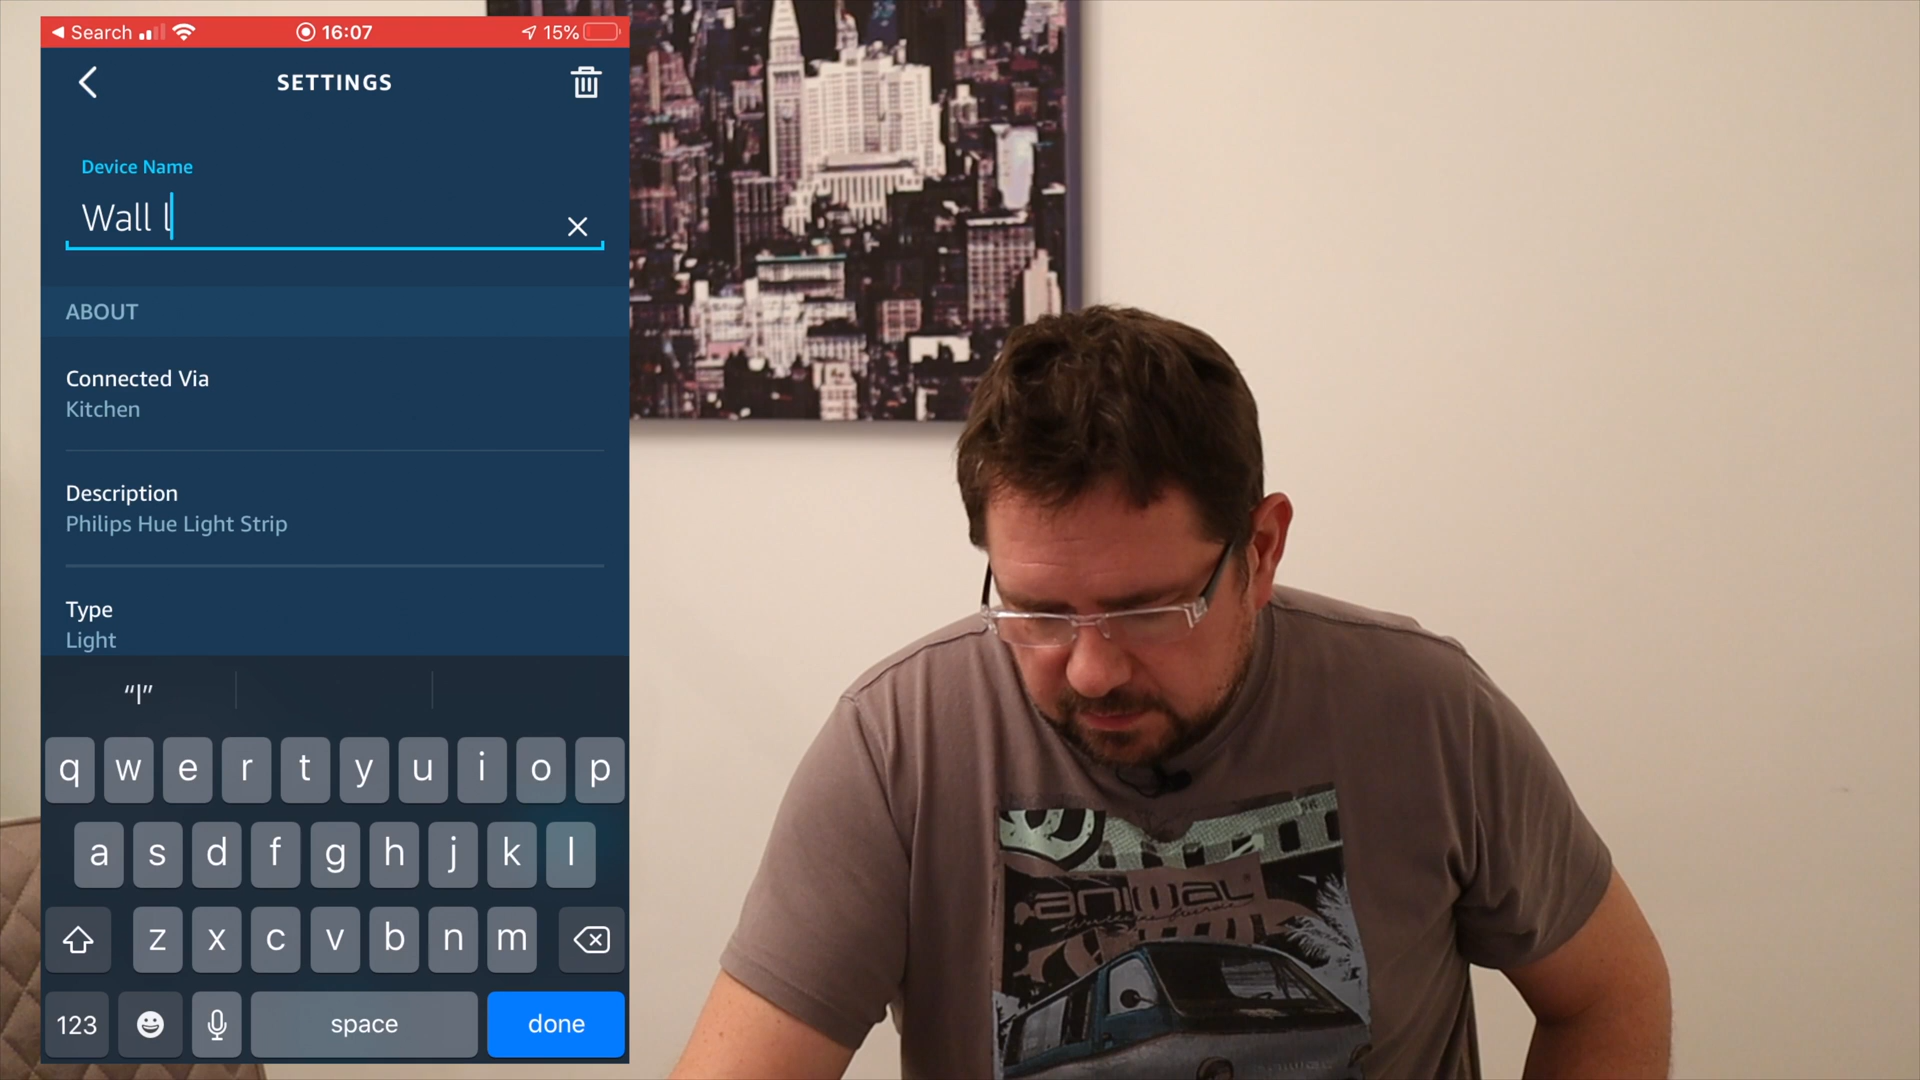 ◀ Search 16:07 15%
SETTINGS
Device Name
Wall l
ABOUT
Connected Via
Kitchen
Description
Philips Hue Light Strip
Type
Light
“l”
q w e r t y u i o p
a s d f g h j k l
z x c v b n m
123 space done
animal